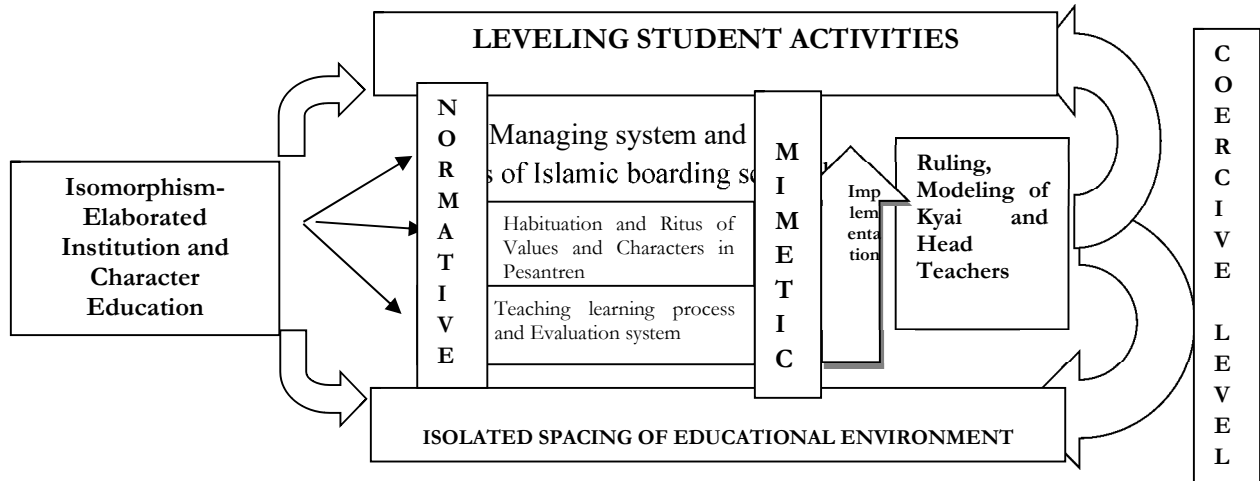 LEVELING STUDENT ACTIVITIES
Isomorphism-
Elaborated
Institution and
Character
Education
N
O
R
M
A
T
I
V
E
Managing system and
s of Islamic boarding sc
Habituation and Ritus of
Values and Characters in
Pesantren
Teaching learning process
and Evaluation system
M
I
M
E
T
I
C
Imp
lem
enta
tion
Ruling,
Modeling of
Kyai and
Head
Teachers
ISOLATED SPACING OF EDUCATIONAL ENVIRONMENT
C
O
E
R
C
I
V
E
L
E
V
E
L